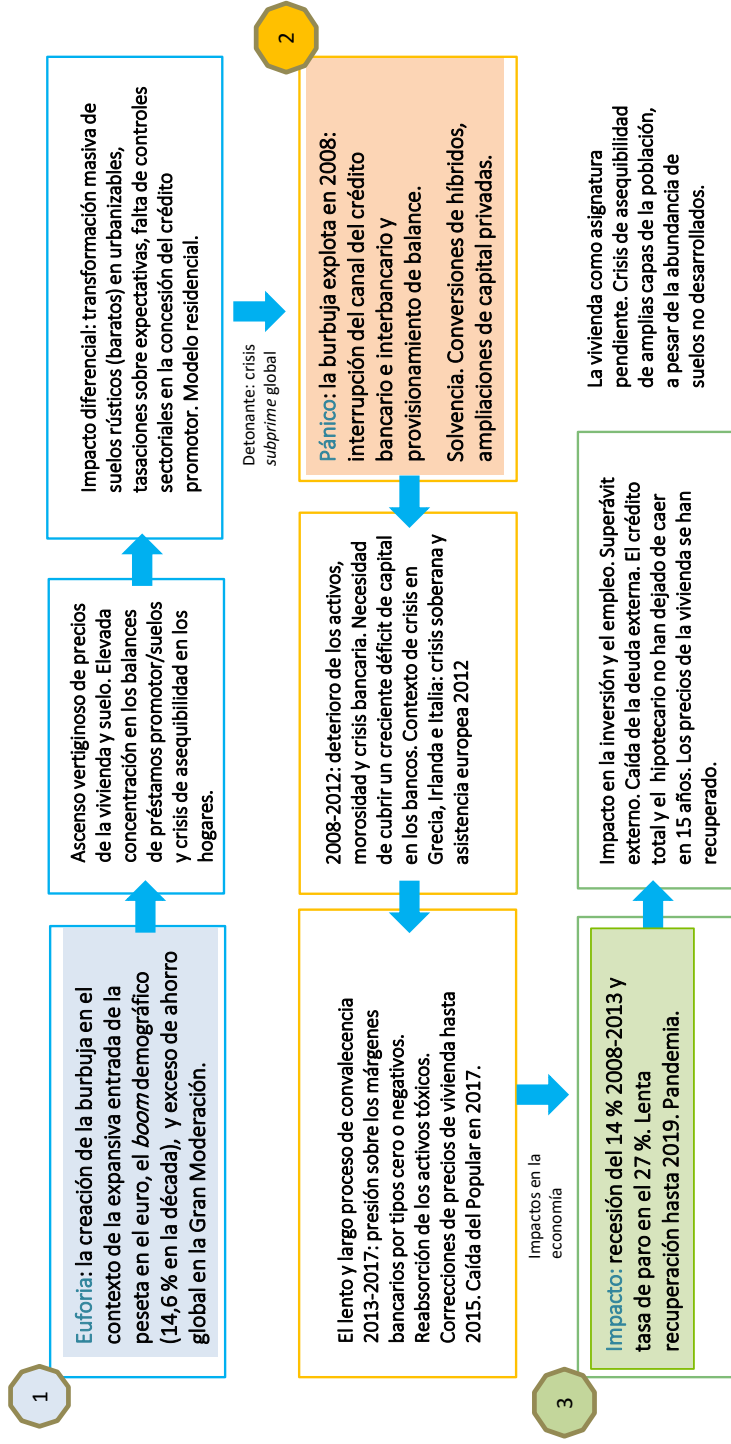 1
Euforia: la creación de la burbuja en el
contexto de la expansiva entrada de la
peseta en el euro, el boom demográfico
(14,6 % en la década), y exceso de ahorro
global en la Gran Moderación.
Ascenso vertiginoso de precios
de la vivienda y suelo. Elevada
concentración en los balances
de préstamos promotor/suelos
y crisis de asequibilidad en los
hogares.
Impacto diferencial: transformación masiva de
suelos rústicos (baratos) en urbanizables,
tasaciones sobre expectativas, falta de controles
sectoriales en la concesión del crédito
promotor. Modelo residencial.
Detonante: crisis
subprime global
2
Pánico: la burbuja explota en 2008:
interrupción del canal del crédito
bancario e interbancario y
provisionamiento de balance.
Solvencia. Conversiones de híbridos,
ampliaciones de capital privadas.
2008-2012: deterioro de los activos,
morosidad y crisis bancaria. Necesidad
de cubrir un creciente déficit de capital
en los bancos. Contexto de crisis en
Grecia, Irlanda e Italia: crisis soberana y
asistencia europea 2012
El lento y largo proceso de convalecencia
2013-2017: presión sobre los márgenes
bancarios por tipos cero o negativos.
Reabsorción de los activos tóxicos.
Correcciones de precios de vivienda hasta
2015. Caída del Popular en 2017.
Impactos en la
economía
3
Impacto: recesión del 14 % 2008-2013 y
tasa de paro en el 27 %. Lenta
recuperación hasta 2019. Pandemia.
Impacto en la inversión y el empleo. Superávit
externo. Caída de la deuda externa. El crédito
total y el hipotecario no han dejado de caer
en 15 años. Los precios de la vivienda se han
recuperado.
La vivienda como asignatura
pendiente. Crisis de asequibilidad
de amplias capas de la población,
a pesar de la abundancia de
suelos no desarrollados.